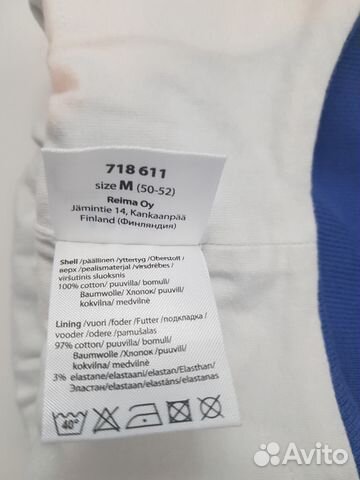 718 611
size M (50-52)
Reima Oy
Jämintie 14, Kankaanpää
Finland (Финляндия)
Shell /päällinen /yttertyg /Oberstoff /
верх /pealismaterjal /virsdrēbes /
viršutinis sluoksnis
100% cotton/ puuvilla/ bomull/
Baumwolle/ Хлопок/ puuvill/
kokvilna/ medvilnė
Lining /vuori /foder /Futter /подкладка /
vooder /odere /pamušalas
97% cotton/ puuvilla/ bomull/
Baumwolle/ Хлопок/ puuvill/
kokvilna/ medvilnė
3% elastane/elastaani/elastan/Elasthan/
Эластан/elastaan/elastāns/elastanas
40°
Avito